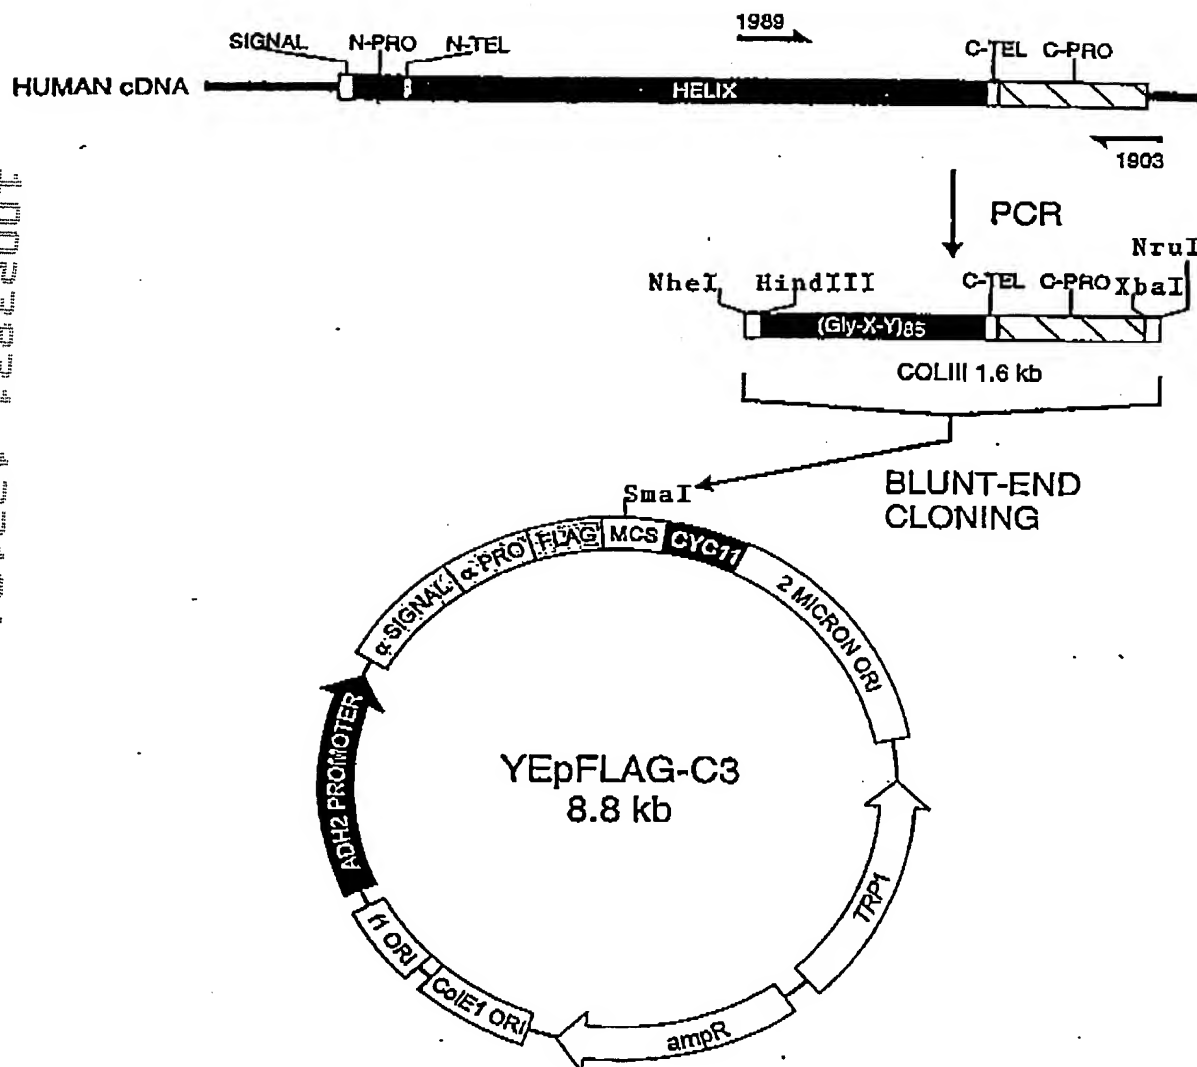 1989
SIGNAL N-PRO N-TEL C-TEL C-PRO
HUMAN cDNA HELIX
1903
PCR
NruI
NheI HindIII C-TEL C-PRO XbaI
(Gly-X-Y)85
COLIII 1.6 kb
BLUNT-END
CLONING
SmaI
α SIGNAL
α PRO
FLAG
MCS
CYC11
2 MICRON ORI
ADH2 PROMOTER
YEpFLAG-C3
8.8 kb
TRP1
f1 ORI
ColE1 ORI
ampR